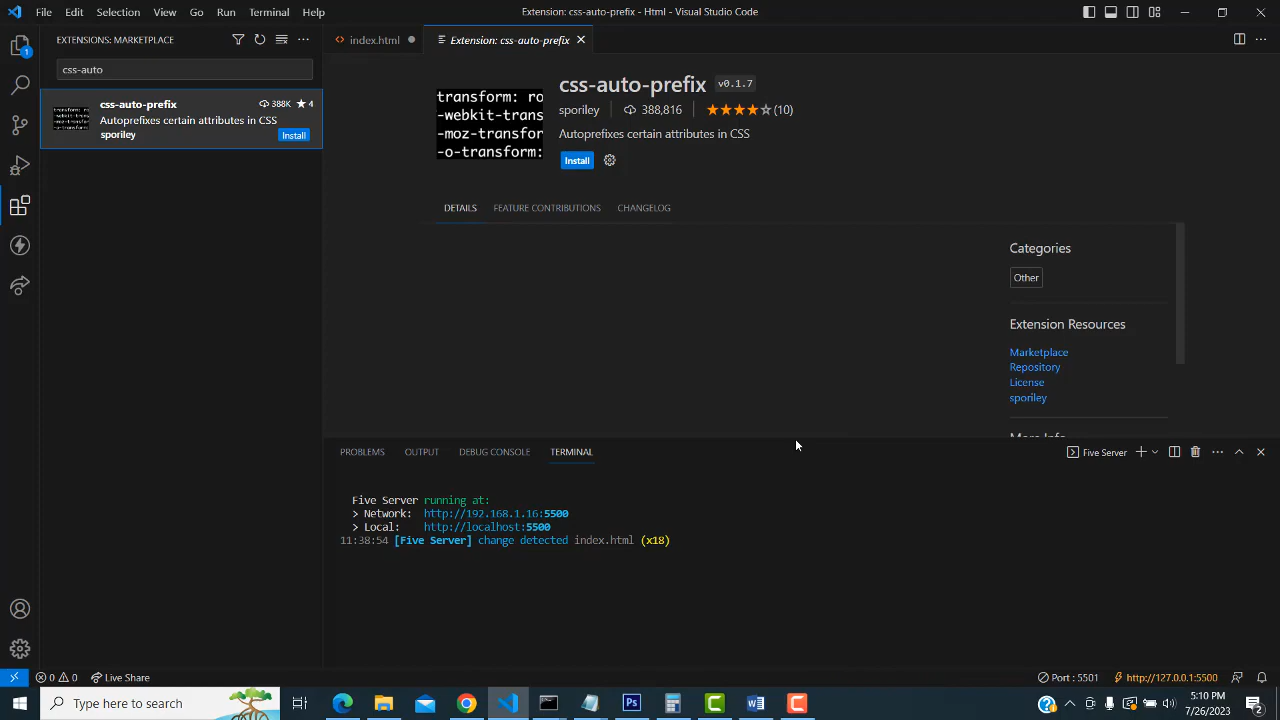 File Edit Selection View Go Run Terminal Help
Extension: css-auto-prefix - Html - Visual Studio Code
EXTENSIONS: MARKETPLACE
1
css-auto
css-auto-prefix 388K 4
Autoprefixes certain attributes in CSS
sporiley Install
index.html
Extension: css-auto-prefix
transform: ro
-webkit-trans
-moz-transfor
-o-transform:
css-auto-prefix v0.1.7
sporiley 388,816 (10)
Autoprefixes certain attributes in CSS
Install
DETAILS FEATURE CONTRIBUTIONS CHANGELOG
Categories
Other
Extension Resources
Marketplace
Repository
License
sporiley
More Info
PROBLEMS OUTPUT DEBUG CONSOLE TERMINAL
Five Server
Five Server running at:
> Network: http://192.168.1.16:5500
> Local: http://localhost:5500
11:38:54 [Five Server] change detected index.html (x18)
0 0 Live Share
Port : 5501 http://127.0.0.1:5500
Type here to search
5:10 PM
7/26/2023
2